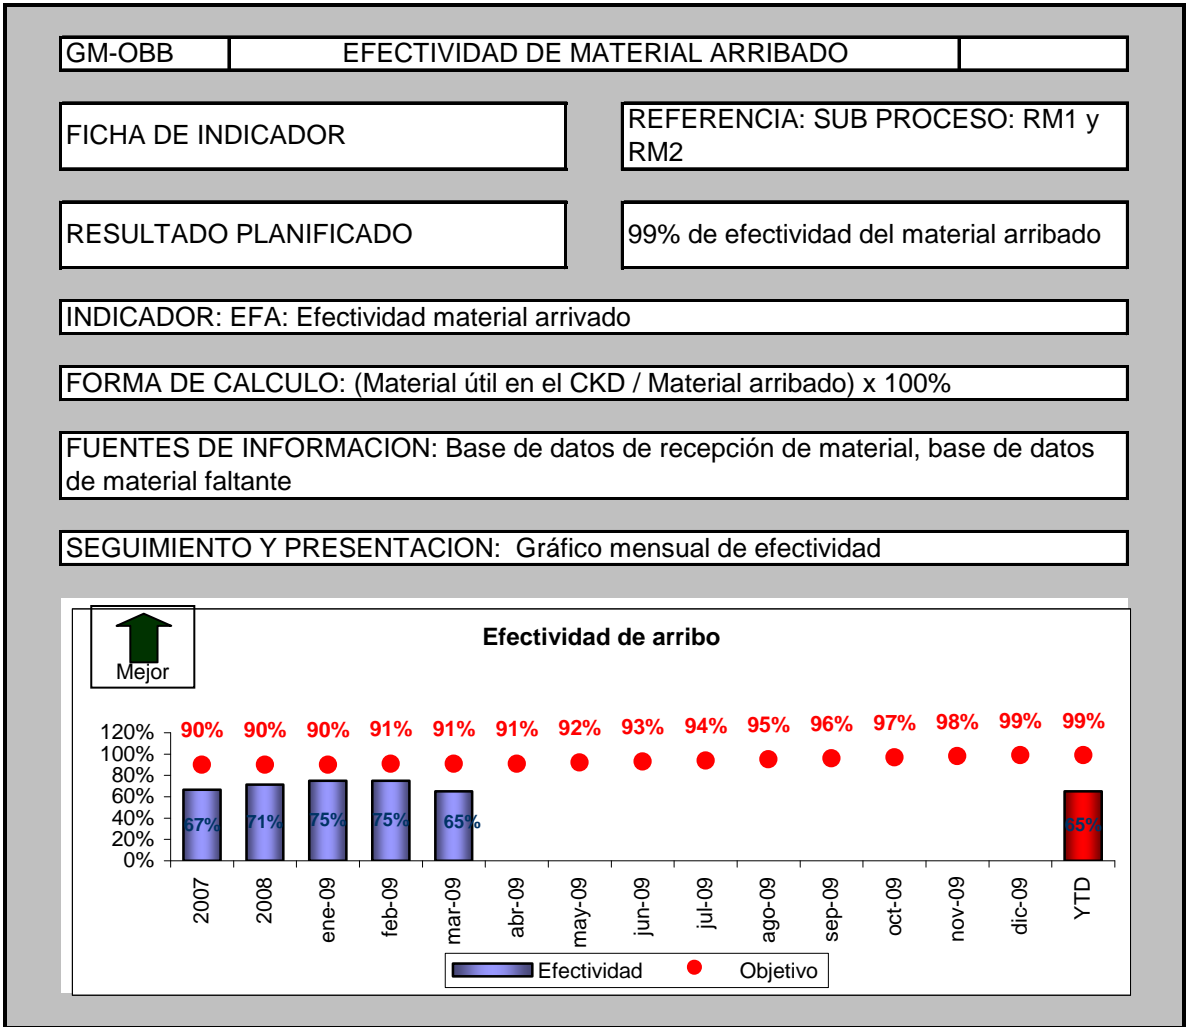 GM-OBB EFECTIVIDAD DE MATERIAL ARRIBADO
FICHA DE INDICADOR
REFERENCIA: SUB PROCESO: RM1 y
RM2
RESULTADO PLANIFICADO
99% de efectividad del material arribado
INDICADOR: EFA: Efectividad material arrivado
FORMA DE CALCULO: (Material útil en el CKD / Material arribado) x 100%
FUENTES DE INFORMACION: Base de datos de recepción de material, base de datos
de material faltante
SEGUIMIENTO Y PRESENTACION:  Gráfico mensual de efectividad
Mejor
Efectividad de arribo
90% 90% 90% 91% 91% 91% 92% 93% 94% 95% 96% 97% 98% 99% 99%
120%
100%
80%
60%
40%
20%
0%
67% 71% 75% 75% 65% 65%
2007
2008
ene-09
feb-09
mar-09
abr-09
may-09
jun-09
jul-09
ago-09
sep-09
oct-09
nov-09
dic-09
YTD
Efectividad Objetivo